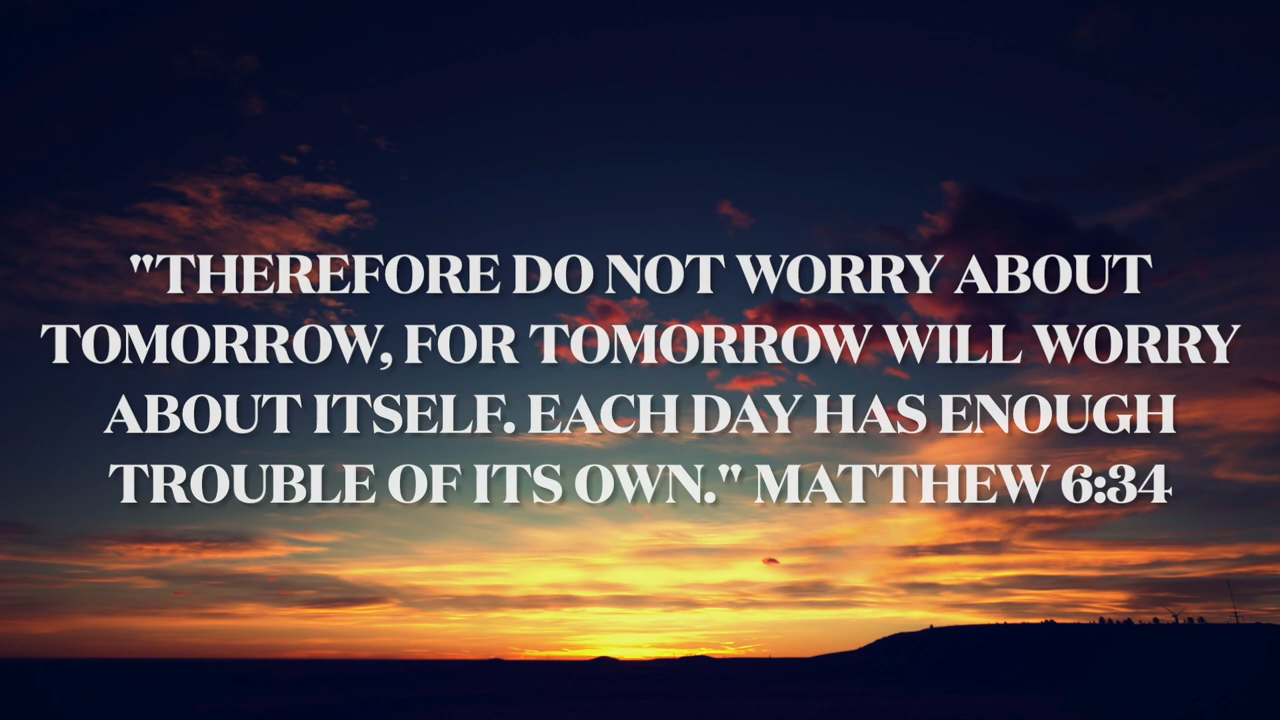 "THEREFORE DO NOT WORRY ABOUT
TOMORROW, FOR TOMORROW WILL WORRY
ABOUT ITSELF. EACH DAY HAS ENOUGH
TROUBLE OF ITS OWN." MATTHEW 6:34